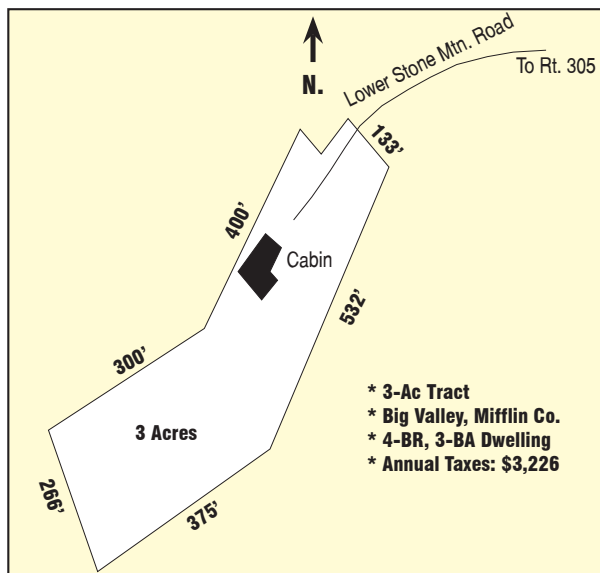 N.
Lower Stone Mtn. Road
To Rt. 305
133’
400’
Cabin
532’
300’
3 Acres
266’
375’
* 3-Ac Tract
* Big Valley, Mifflin Co.
* 4-BR, 3-BA Dwelling
* Annual Taxes: $3,226